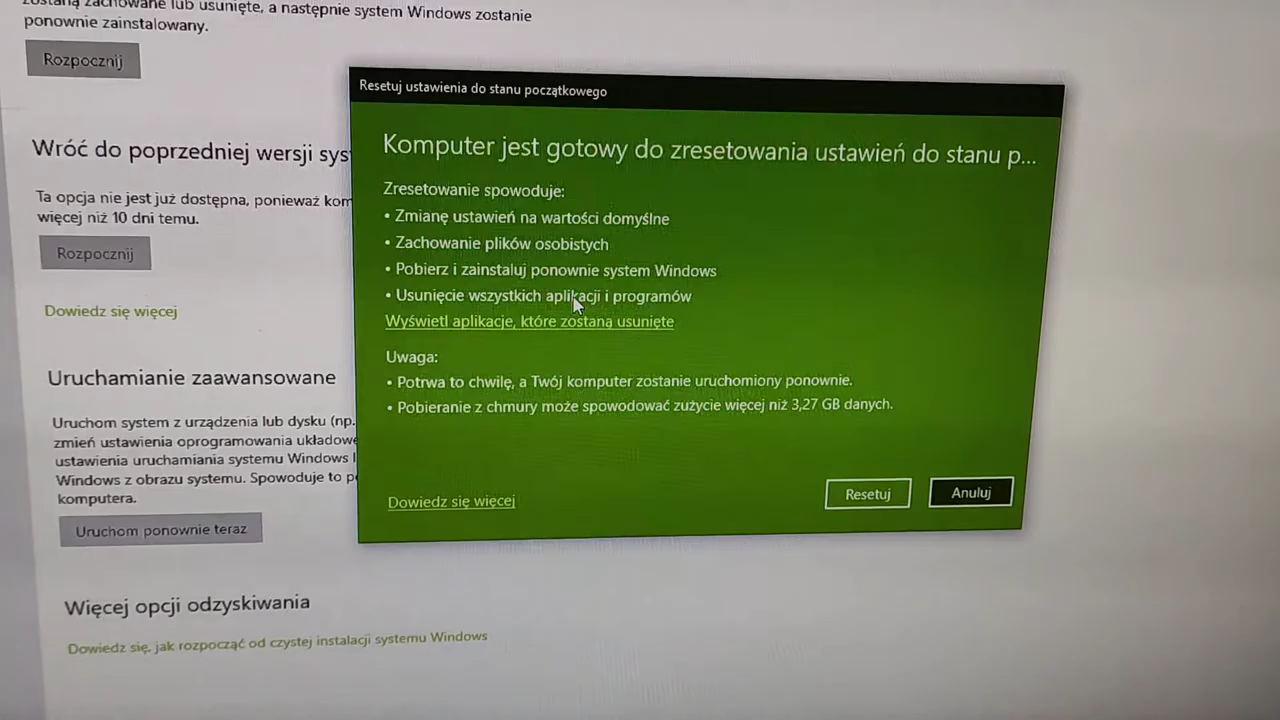 zostaną zachowane lub usunięte, a następnie system Windows zostanie
ponownie zainstalowany.
Rozpocznij
Wróć do poprzedniej wersji sys
Ta opcja nie jest już dostępna, ponieważ kom
więcej niż 10 dni temu.
Rozpocznij
Dowiedz się więcej
Uruchamianie zaawansowane
Uruchom system z urządzenia lub dysku (np.
zmień ustawienia oprogramowania układowe
ustawienia uruchamiania systemu Windows l
Windows z obrazu systemu. Spowoduje to p
komputera.
Uruchom ponownie teraz
Więcej opcji odzyskiwania
Dowiedz się, jak rozpocząć od czystej instalacji systemu Windows
Resetuj ustawienia do stanu początkowego
Komputer jest gotowy do zresetowania ustawień do stanu p...
Zresetowanie spowoduje:
• Zmianę ustawień na wartości domyślne
• Zachowanie plików osobistych
• Pobierz i zainstaluj ponownie system Windows
• Usunięcie wszystkich aplikacji i programów
Wyświetl aplikacje, które zostaną usunięte
Uwaga:
• Potrwa to chwilę, a Twój komputer zostanie uruchomiony ponownie.
• Pobieranie z chmury może spowodować zużycie więcej niż 3,27 GB danych.
Dowiedz się więcej
Resetuj
Anuluj